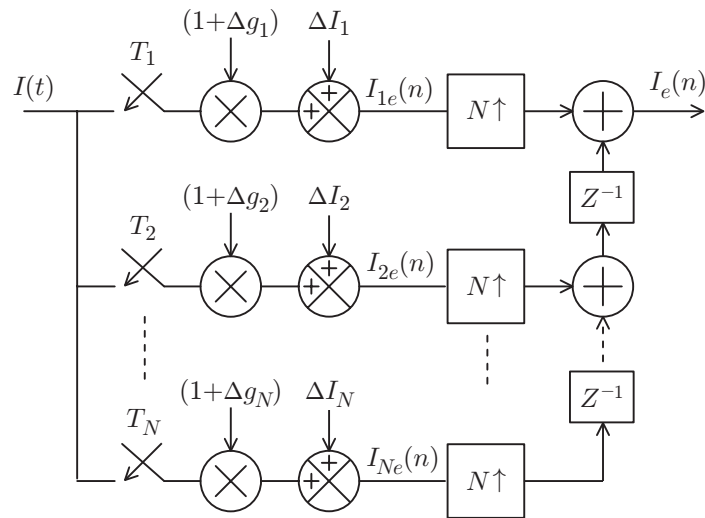 (1+Δg₁) ΔI₁
T₁
I(t) I₁ₑ(n) N↑ Iₑ(n)
Z⁻¹
(1+Δg₂) ΔI₂
T₂ I₂ₑ(n) N↑
Z⁻¹
(1+Δg_N) ΔI_N
T_N I_Ne(n) N↑